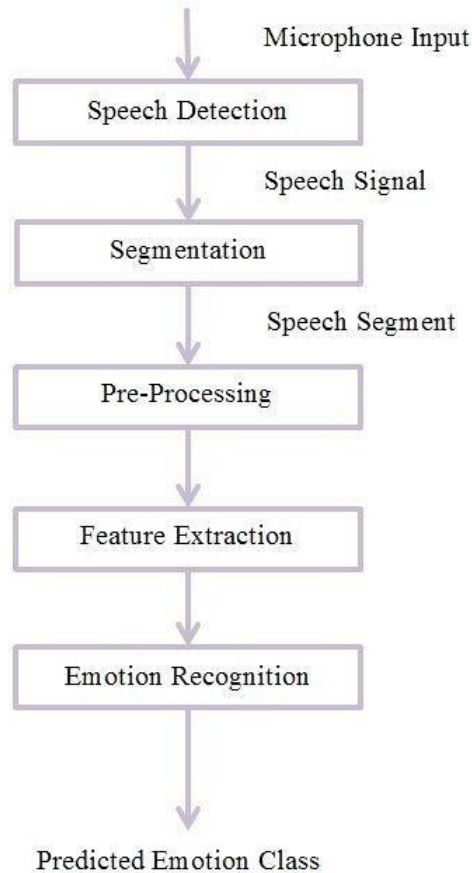 Microphone Input
Speech Detection
Speech Signal
Segmentation
Speech Segment
Pre-Processing
Feature Extraction
Emotion Recognition
Predicted Emotion Class